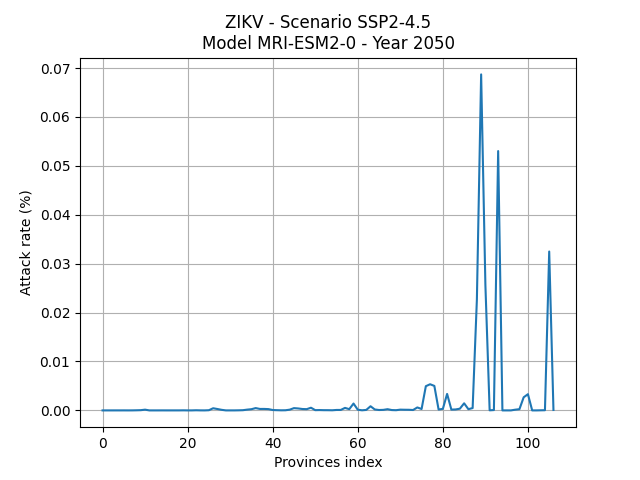 ZIKV - Scenario SSP2-4.5
Model MRI-ESM2-0 - Year 2050
0.07
0.06
0.05
0.04
0.03
0.02
0.01
0.00
Attack rate (%)
0 20 40 60 80 100
Provinces index